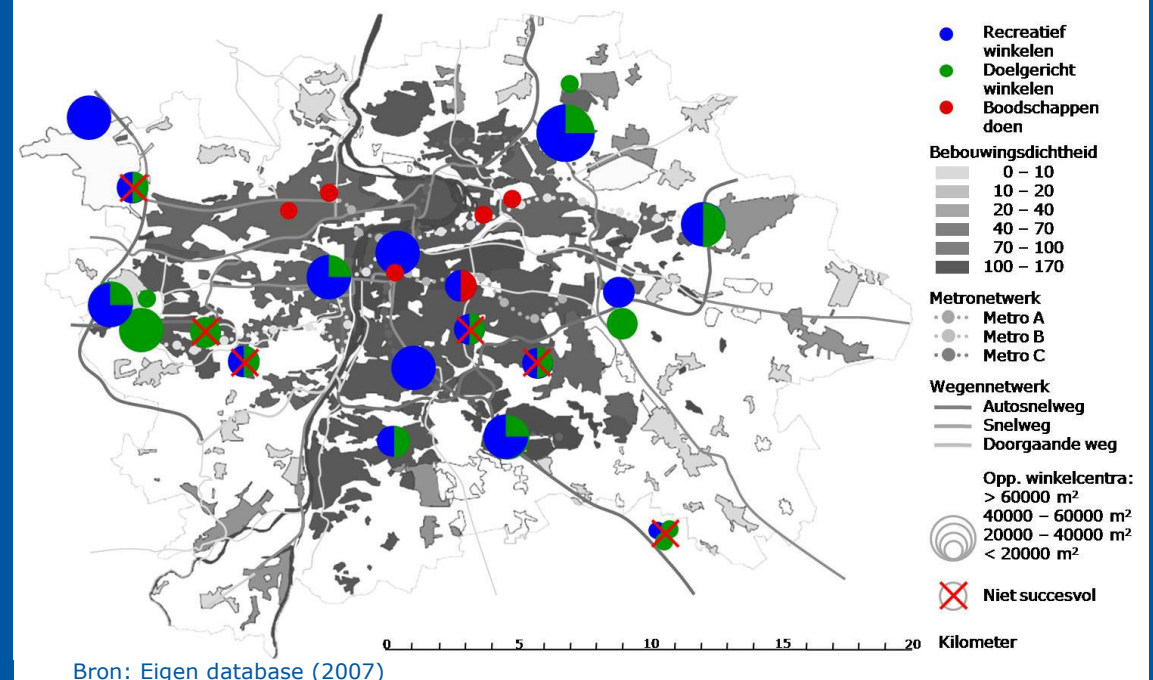 Recreatief
winkelen
Doelgericht
winkelen
Boodschappen
doen
Bebouwingsdichtheid
0 – 10
10 – 20
20 – 40
40 – 70
70 – 100
100 – 170
Metronetwerk
Metro A
Metro B
Metro C
Wegennetwerk
Autosnelweg
Snelweg
Doorgaande weg
Opp. winkelcentra:
> 60000 m²
40000 – 60000 m²
20000 – 40000 m²
< 20000 m²
Niet succesvol
0 5 10 15 20 Kilometer
Bron: Eigen database (2007)